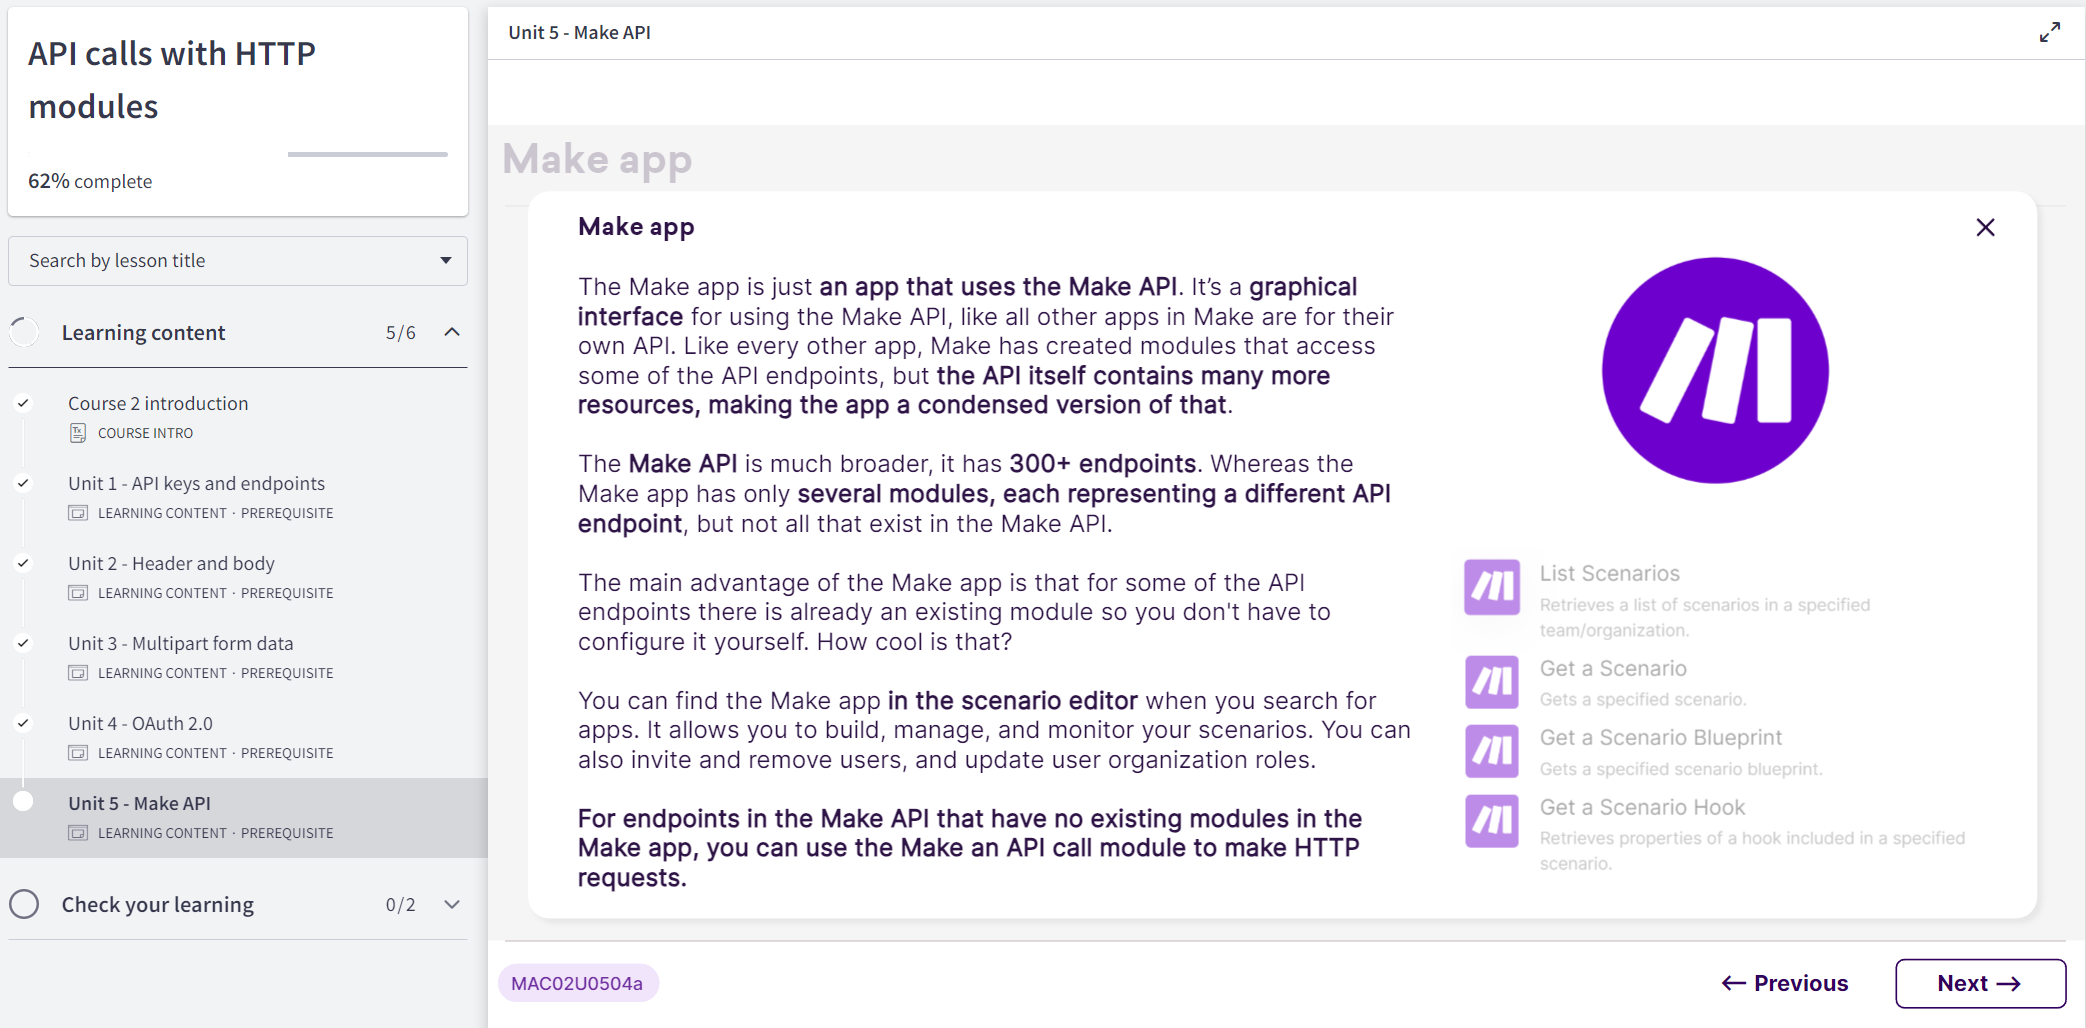 API calls with HTTP
modules
62% complete
Search by lesson title
Learning content 5/6
Course 2 introduction
COURSE INTRO
Unit 1 - API keys and endpoints
LEARNING CONTENT · PREREQUISITE
Unit 2 - Header and body
LEARNING CONTENT · PREREQUISITE
Unit 3 - Multipart form data
LEARNING CONTENT · PREREQUISITE
Unit 4 - OAuth 2.0
LEARNING CONTENT · PREREQUISITE
Unit 5 - Make API
LEARNING CONTENT · PREREQUISITE
Check your learning 0/2
Unit 5 - Make API
Make app
Make app
The Make app is just an app that uses the Make API. It’s a graphical
interface for using the Make API, like all other apps in Make are for their
own API. Like every other app, Make has created modules that access
some of the API endpoints, but the API itself contains many more
resources, making the app a condensed version of that.
The Make API is much broader, it has 300+ endpoints. Whereas the
Make app has only several modules, each representing a different API
endpoint, but not all that exist in the Make API.
The main advantage of the Make app is that for some of the API
endpoints there is already an existing module so you don't have to
configure it yourself. How cool is that?
You can find the Make app in the scenario editor when you search for
apps. It allows you to build, manage, and monitor your scenarios. You can
also invite and remove users, and update user organization roles.
For endpoints in the Make API that have no existing modules in the
Make app, you can use the Make an API call module to make HTTP
requests.
List Scenarios
Retrieves a list of scenarios in a specified
team/organization.
Get a Scenario
Gets a specified scenario.
Get a Scenario Blueprint
Gets a specified scenario blueprint.
Get a Scenario Hook
Retrieves properties of a hook included in a specified
scenario.
MAC02U0504a
← Previous
Next →